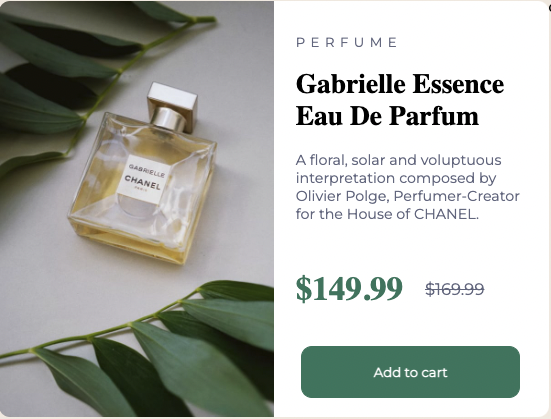 GABRIELLE
CHANEL
PARIS
PERFUME
Gabrielle Essence
Eau De Parfum
A floral, solar and voluptuous
interpretation composed by
Olivier Polge, Perfumer-Creator
for the House of CHANEL.
$149.99 $169.99
Add to cart